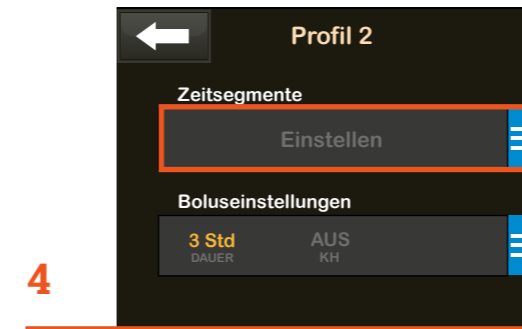 Profil 2
Zeitsegmente
Einstellen
Boluseinstellungen
3 Std AUS
DAUER KH
4